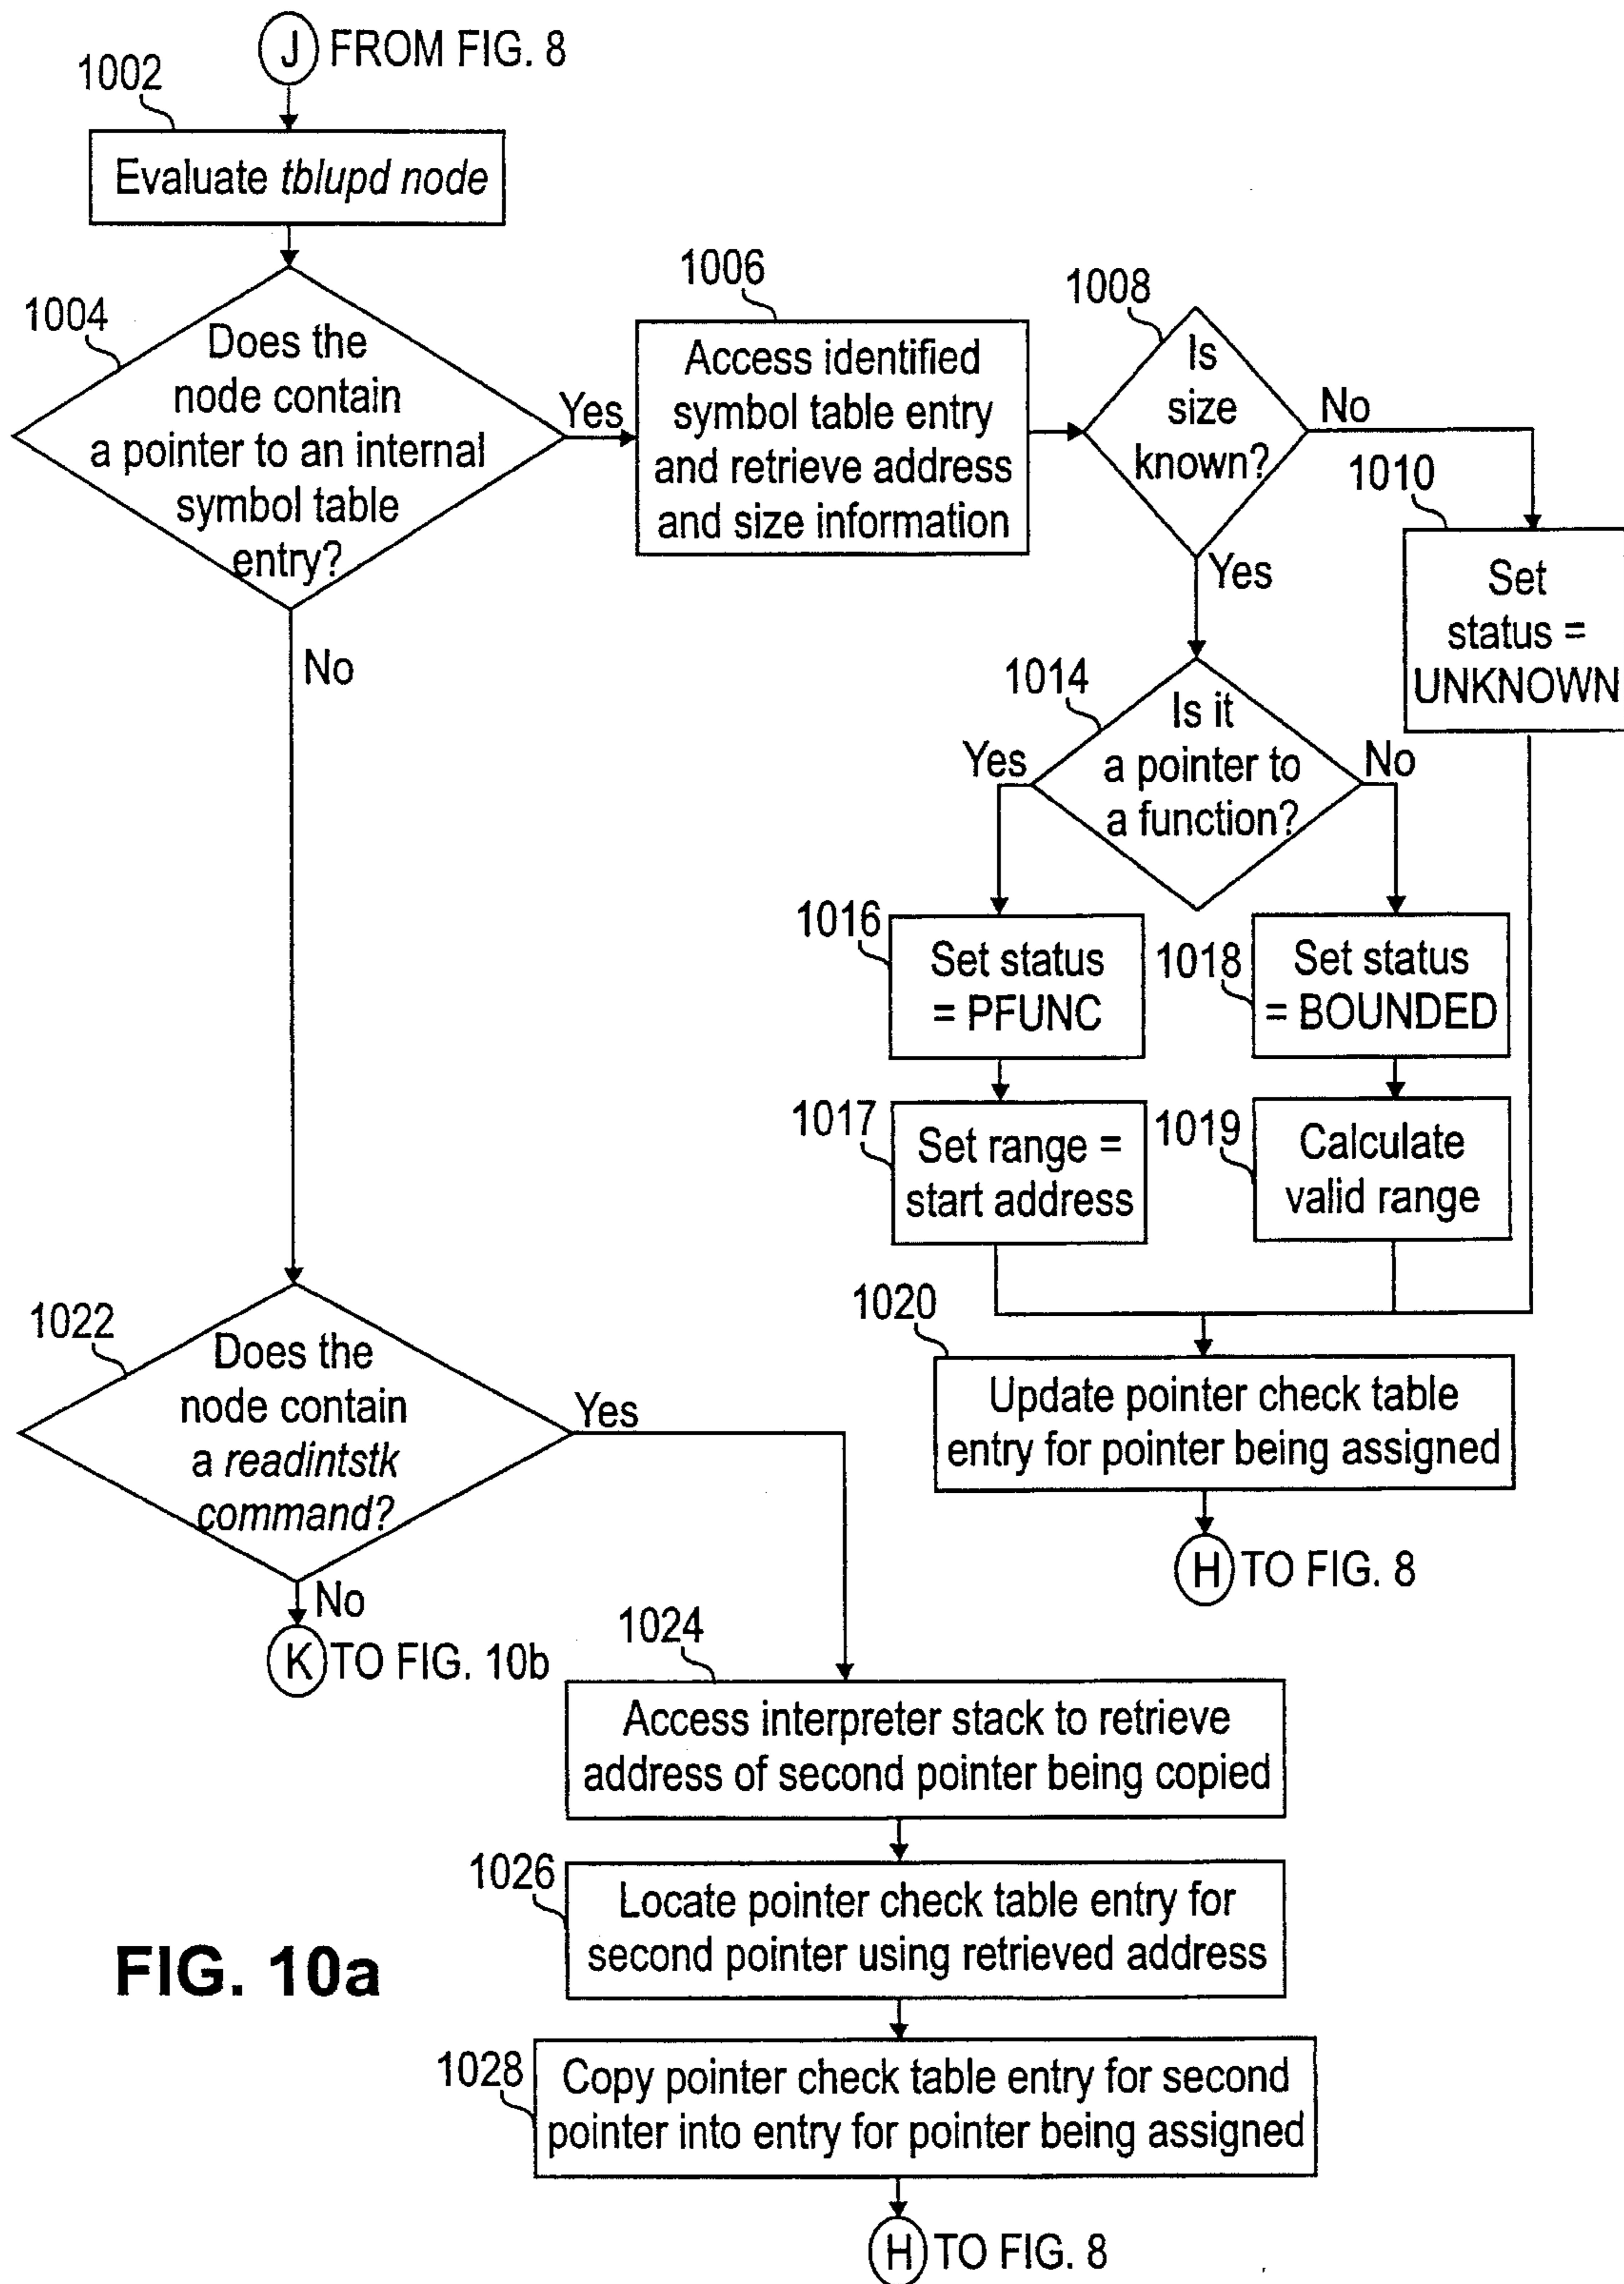 J FROM FIG. 8
1002
Evaluate tblupd node
1004
Does the
node contain
a pointer to an internal
symbol table
entry?
Yes
No
1006
Access identified
symbol table entry
and retrieve address
and size information
1008
Is
size
known?
No
Yes
1010
Set
status =
UNKNOWN
1014
Is it
a pointer to
a function?
Yes
No
1016
Set status
= PFUNC
1018
Set status
= BOUNDED
1017
Set range =
start address
1019
Calculate
valid range
1020
Update pointer check table
entry for pointer being assigned
H TO FIG. 8
1022
Does the
node contain
a readintstk
command?
Yes
No
K TO FIG. 10b
1024
Access interpreter stack to retrieve
address of second pointer being copied
1026
Locate pointer check table entry for
second pointer using retrieved address
1028
Copy pointer check table entry for second
pointer into entry for pointer being assigned
H TO FIG. 8
FIG. 10a